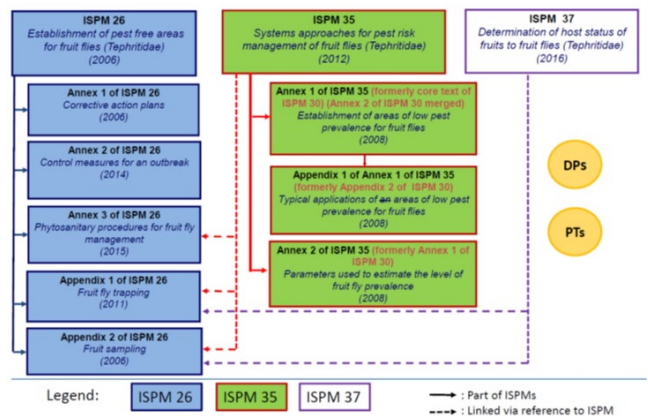 ISPM 26
Establishment of pest free areas
for fruit flies (Tephritidae)
(2006)
ISPM 35
Systems approaches for pest risk
management of fruit flies (Tephritidae)
(2012)
ISPM 37
Determination of host status of
fruits to fruit flies (Tephritidae)
(2016)
Annex 1 of ISPM 26
Corrective action plans
(2006)
Annex 2 of ISPM 26
Control measures for an outbreak
(2014)
Annex 3 of ISPM 26
Phytosanitary procedures for fruit fly
management
(2015)
Appendix 1 of ISPM 26
Fruit fly trapping
(2011)
Appendix 2 of ISPM 26
Fruit sampling
(2006)
Annex 1 of ISPM 35 (formerly core text of
ISPM 30) (Annex 2 of ISPM 30 merged)
Establishment of areas of low pest
prevalence for fruit flies
(2008)
Appendix 1 of Annex 1 of ISPM 35
(formerly Appendix 2 of ISPM 30)
Typical applications of an areas of low pest
prevalence for fruit flies
(2008)
Annex 2 of ISPM 35 (formerly Annex 1 of
ISPM 30)
Parameters used to estimate the level of
fruit fly prevalence
(2008)
DPs
PTs
Legend:
ISPM 26
ISPM 35
ISPM 37
: Part of ISPMs
: Linked via reference to ISPM